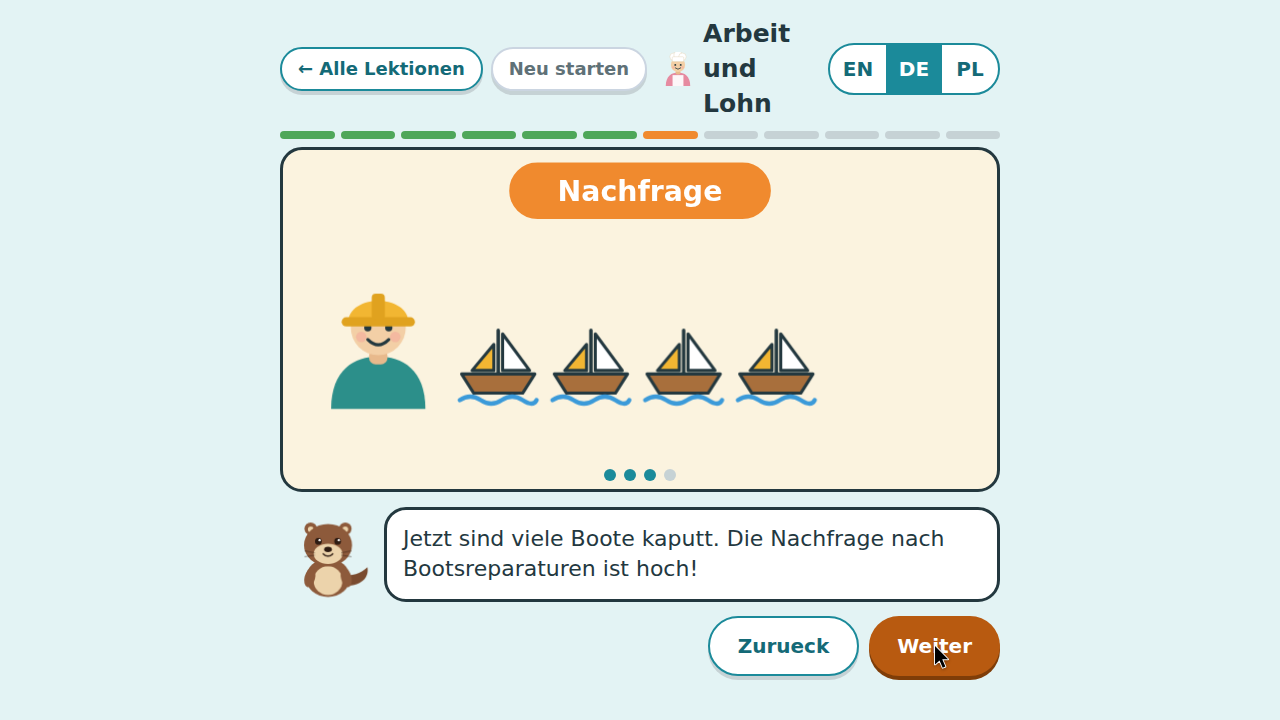 ← Alle Lektionen
Neu starten
Arbeit
und
Lohn
EN
DE
PL
Nachfrage
Jetzt sind viele Boote kaputt. Die Nachfrage nach
Bootsreparaturen ist hoch!
Zurueck
Weiter